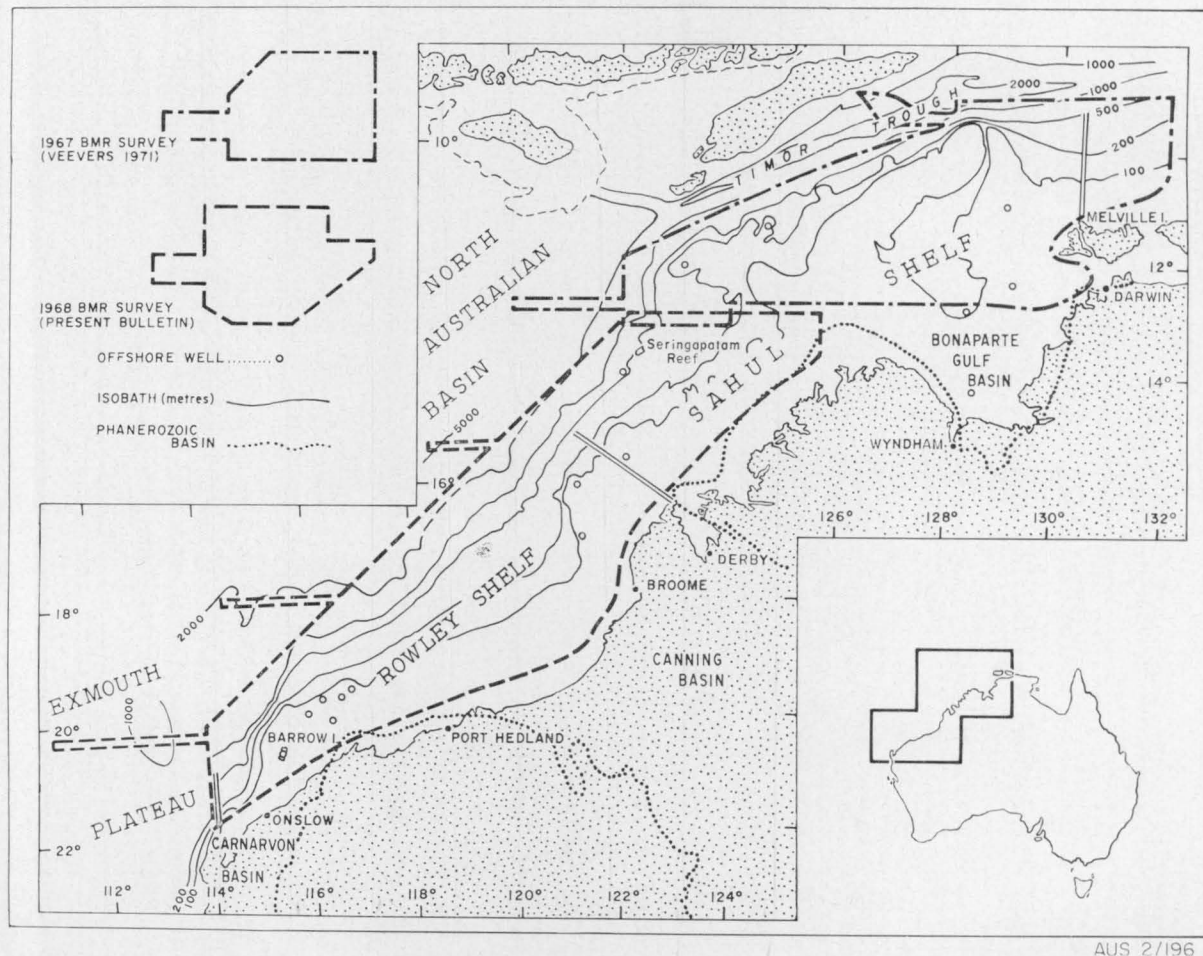 1967 BMR SURVEY
(VEEVERS 1971)
1968 BMR SURVEY
(PRESENT BULLETIN)
OFFSHORE WELL
ISOBATH (metres)
PHANEROZOIC
BASIN
1000
2000
1000
500
200
100
TIMOR TROUGH
10°
MELVILLE I.
SHELF
12°
DARWIN
NORTH
AUSTRALIAN
BASIN
Seringapatam
Reef
SAHUL
BONAPARTE
GULF
BASIN
14°
5000
WYNDHAM
16°
126°
128°
130°
132°
DERBY
BROOME
ROWLEY SHELF
18°
2000
CANNING
BASIN
EXMOUTH
PLATEAU
1000
20°
BARROW I.
PORT HEDLAND
ONSLOW
CARNARVON
BASIN
22°
200
100
112°
114°
116°
118°
120°
122°
124°
AUS 2/196